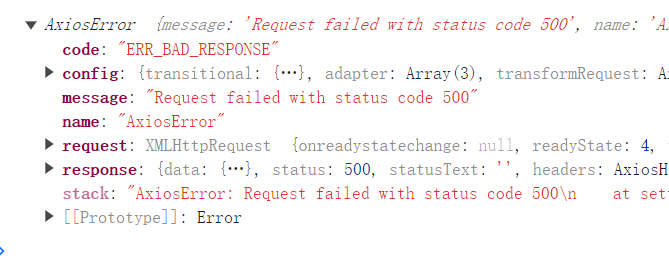 AxiosError {message: 'Request failed with status code 500', name: 'A
code: "ERR_BAD_RESPONSE"
config: {transitional: {…}, adapter: Array(3), transformRequest: A
message: "Request failed with status code 500"
name: "AxiosError"
request: XMLHttpRequest {onreadystatechange: null, readyState: 4,
response: {data: {…}, status: 500, statusText: '', headers: AxiosH
stack: "AxiosError: Request failed with status code 500\n    at set
[[Prototype]]: Error